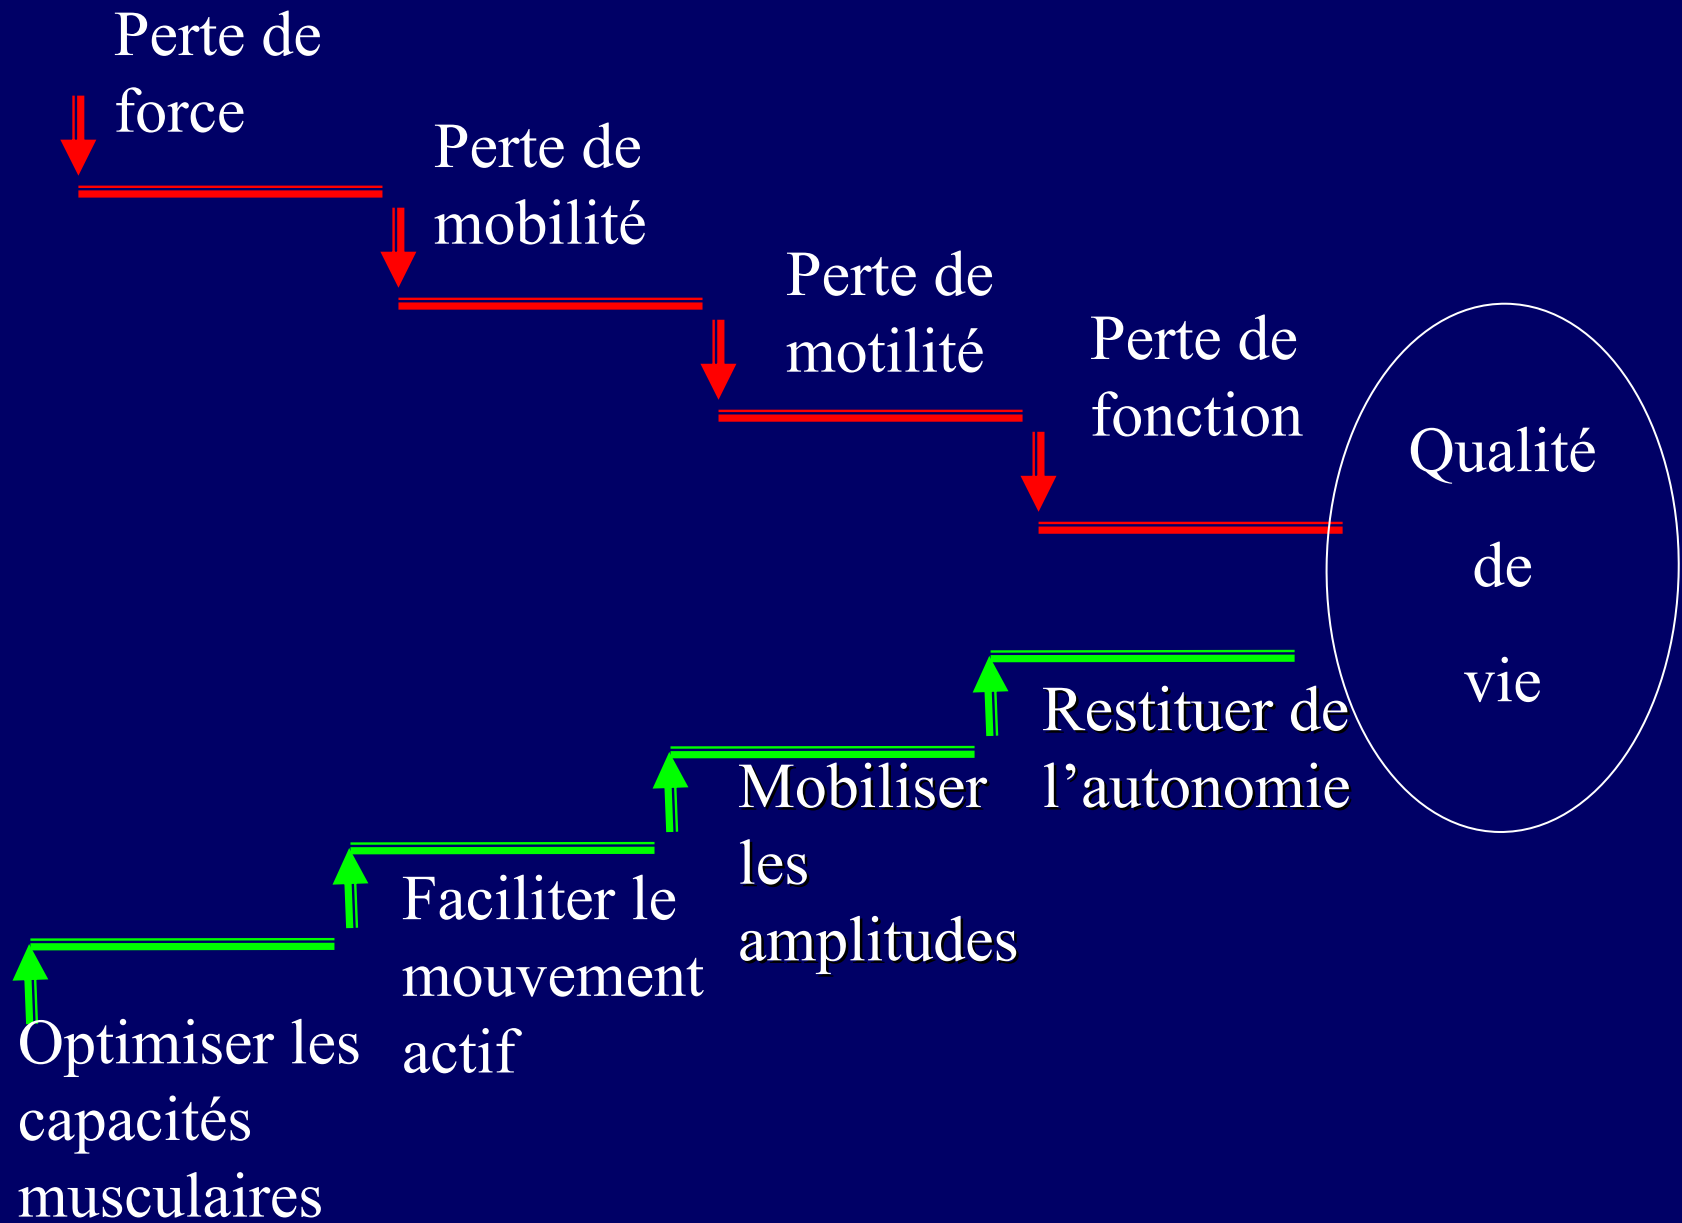 Perte de
force
Perte de
mobilité
Perte de
motilité
Perte de
fonction
Qualité
de
vie
Restituer de
l’autonomie
Mobiliser
les
amplitudes
Faciliter le
mouvement
actif
Optimiser les
capacités
musculaires